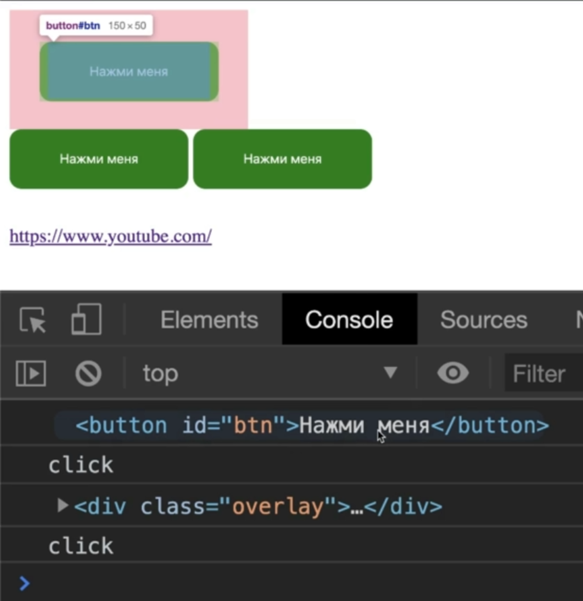 button#btn 150×50
Нажми меня
Нажми меня Нажми меня
https://www.youtube.com/
Elements Console Sources
top Filter
<button id="btn">Нажми меня</button>
click
▶<div class="overlay">…</div>
click
>